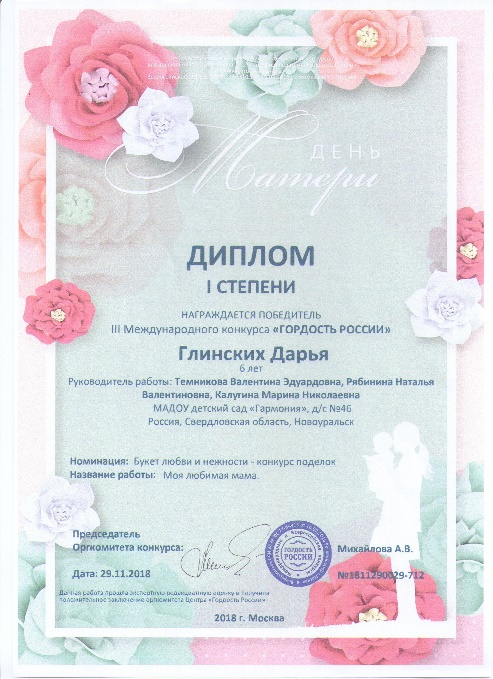 ДЕНЬ
Матери
ДИПЛОМ
I СТЕПЕНИ
НАГРАЖДАЕТСЯ ПОБЕДИТЕЛЬ
III Международного конкурса «ГОРДОСТЬ РОССИИ»
Глинских Дарья
6 лет
Руководитель работы: Темникова Валентина Эдуардовна, Рябинина Наталья
Валентиновна, Калугина Марина Николаевна
МАДОУ детский сад «Гармония», д/с №46
Россия, Свердловская область, Новоуральск
Номинация: Букет любви и нежности - конкурс поделок
Название работы: Моя любимая мама.
Председатель
Оргкомитета конкурса:
ГОРДОСТЬ
РОССИИ
Михайлова А.В.
Дата: 29.11.2018
№1811290029-712
Данная работа прошла экспертную редакционную оценку и получила
положительное заключение оргкомитета Центра «Гордость России»
2018 г. Москва